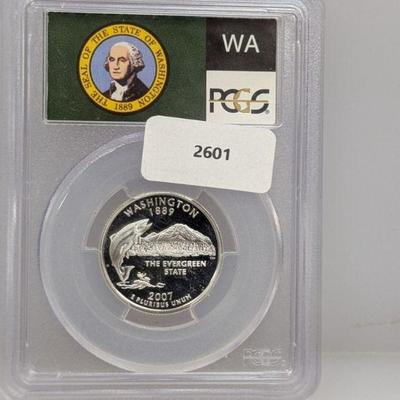 THE SEAL OF THE STATE OF WASHINGTON
1889
WA
PCGS
2601
WASHINGTON
1889
THE EVERGREEN
STATE
2007
E PLURIBUS UNUM
PCGS